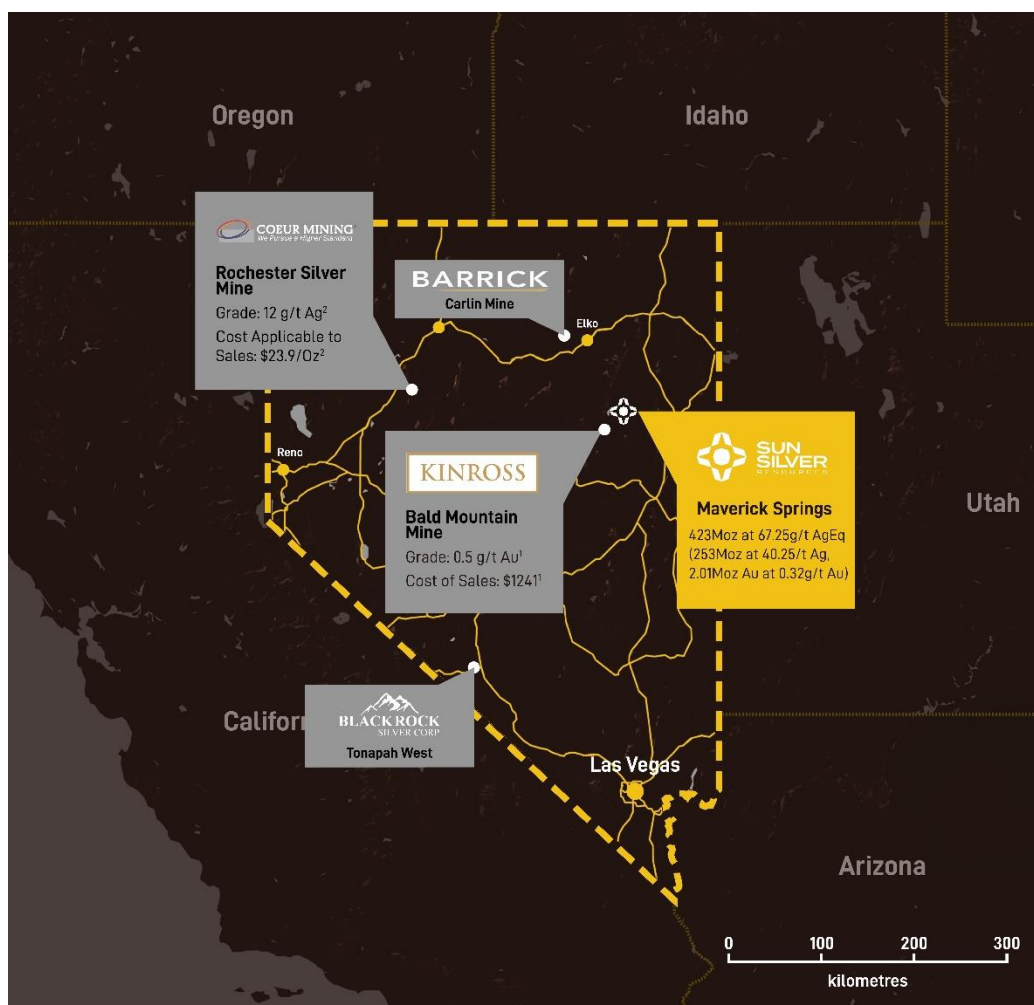 Oregon
Idaho
COEUR MINING
We Pursue a Higher Standard
Rochester Silver
Mine
Grade: 12 g/t Ag²
Cost Applicable to
Sales: $23.9/Oz²
BARRICK
Carlin Mine
Elko
Reno
KINROSS
Bald Mountain
Mine
Grade: 0.5 g/t Au¹
Cost of Sales: $1241¹
SUN
SILVER
RESOURCES
Maverick Springs
423Moz at 67.25g/t AgEq
(253Moz at 40.25/t Ag,
2.01Moz Au at 0.32g/t Au)
Utah
Califor
BLACKROCK
SILVER CORP
Tonapah West
Las Vegas
Arizona
0 100 200 300
kilometres